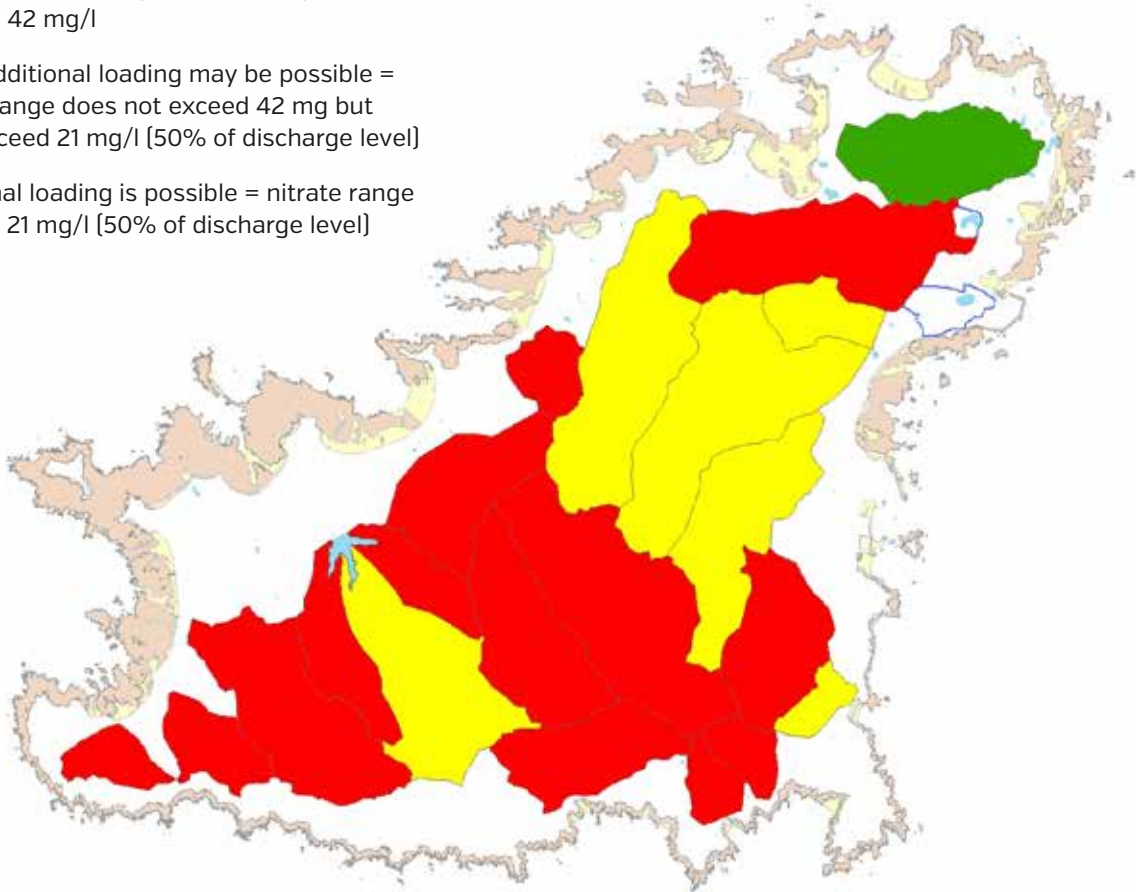 42 mg/l
dditional loading may be possible =
ange does not exceed 42 mg but
ceed 21 mg/l (50% of discharge level)
nal loading is possible = nitrate range
21 mg/l (50% of discharge level)